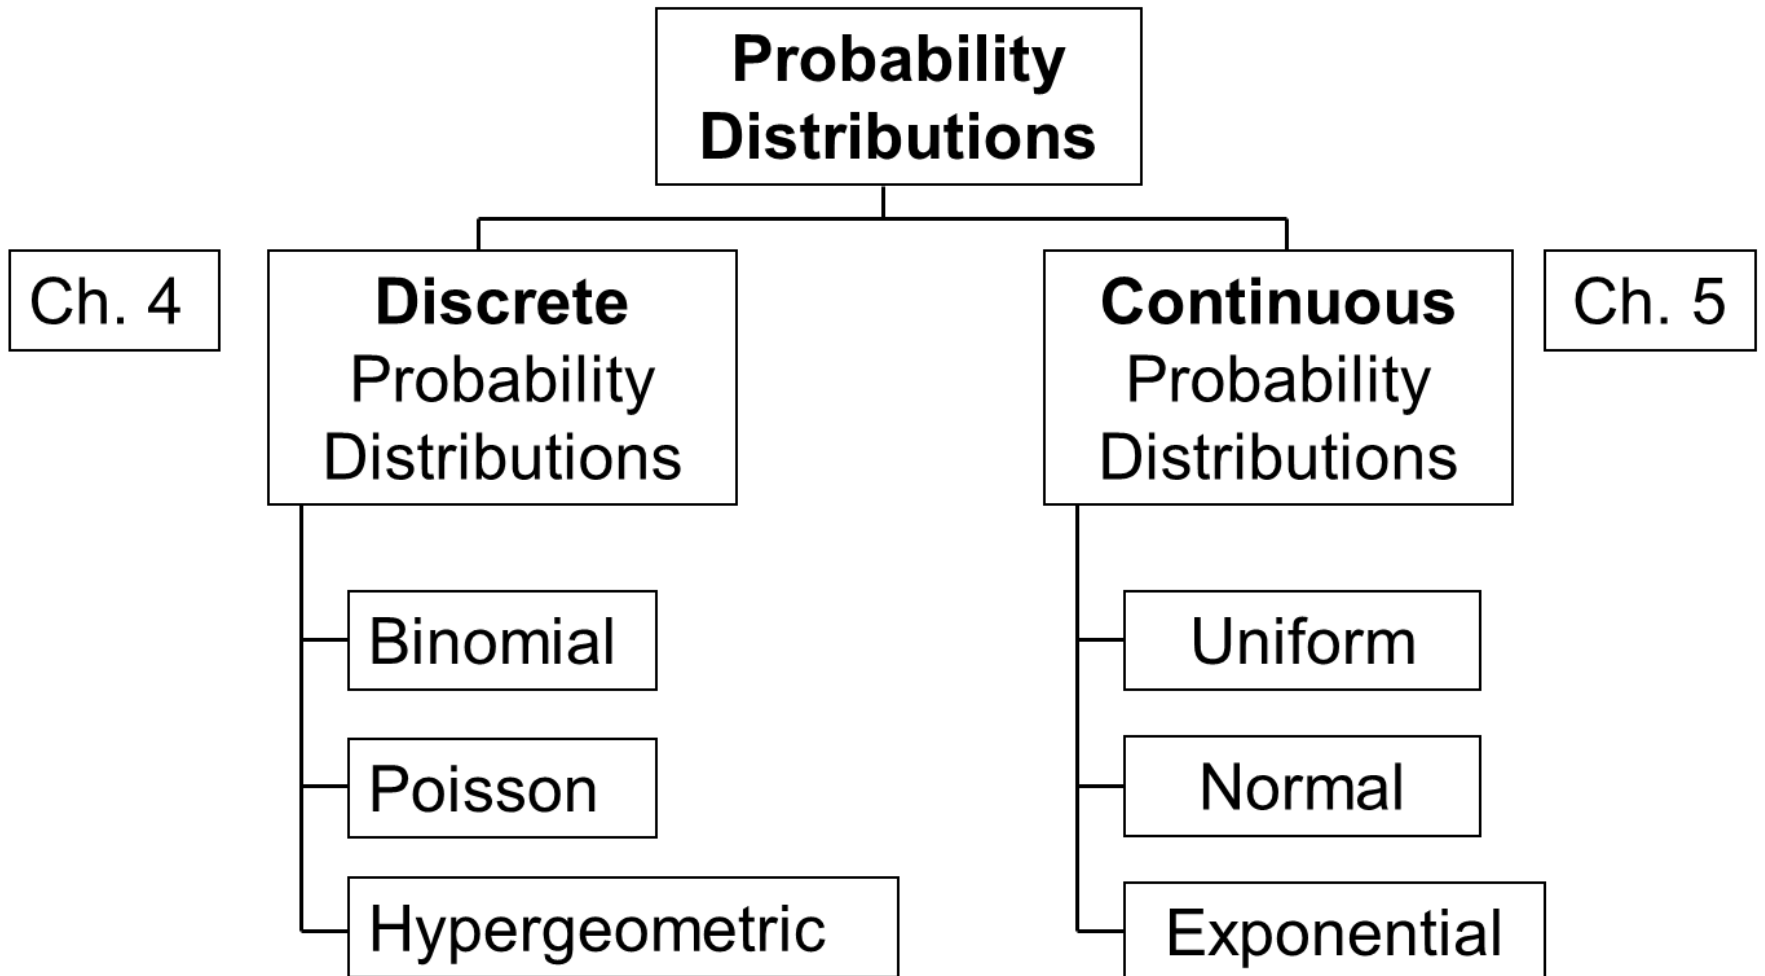 Probability
Distributions
Ch. 4
Discrete
Probability
Distributions
Continuous
Probability
Distributions
Ch. 5
Binomial
Poisson
Hypergeometric
Uniform
Normal
Exponential